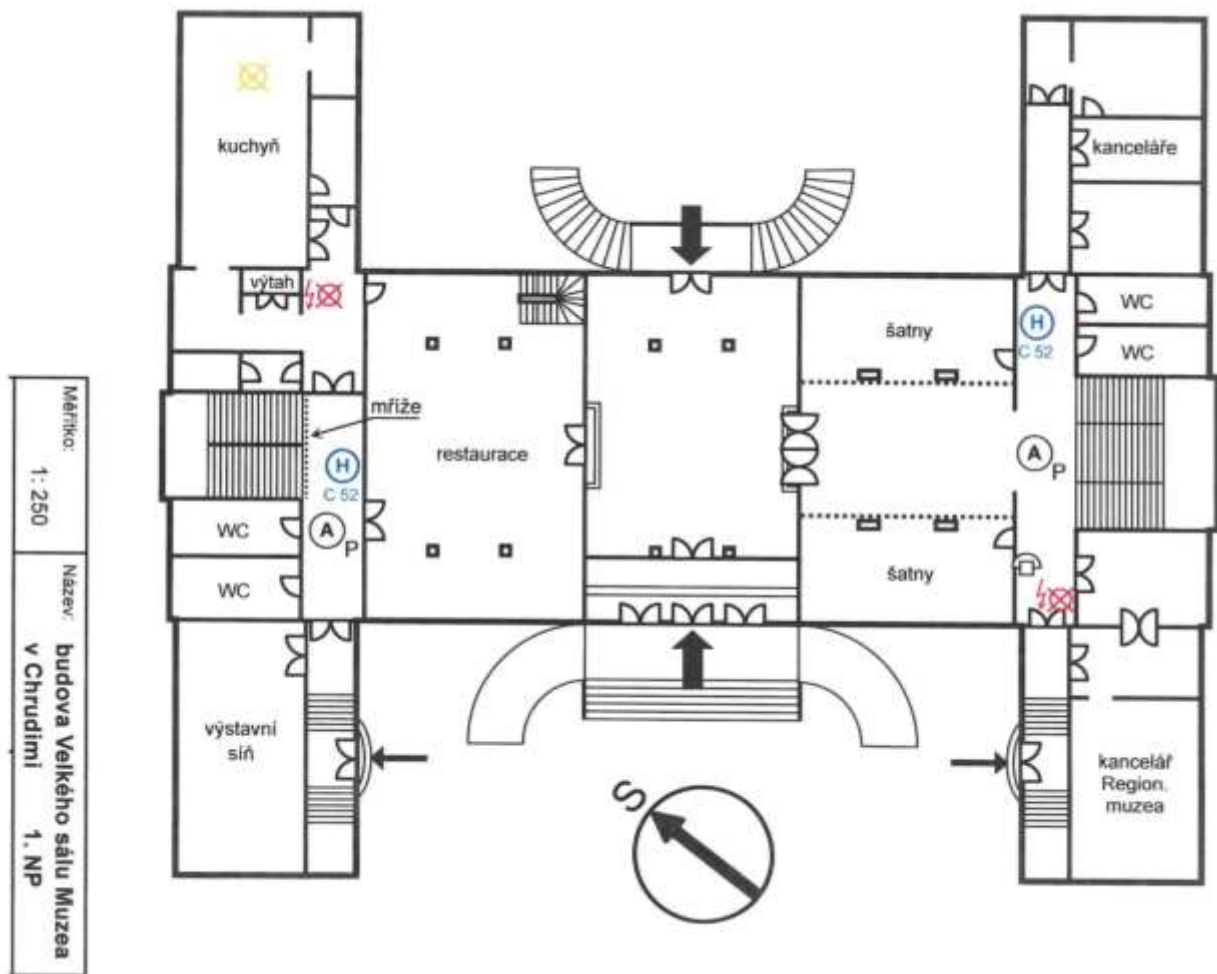 kuchyň
kanceláře
výtah
WC
H
C 52
šatny
WC
mříže
restaurace
H
C 52
A
P
WC
A
P
WC
šatny
výstavní
síň
kancelář
Region.
muzea
S
Měřítko:
1: 250
Název:
budova Velkého sálu Muzea
v Chrudimi 1. NP